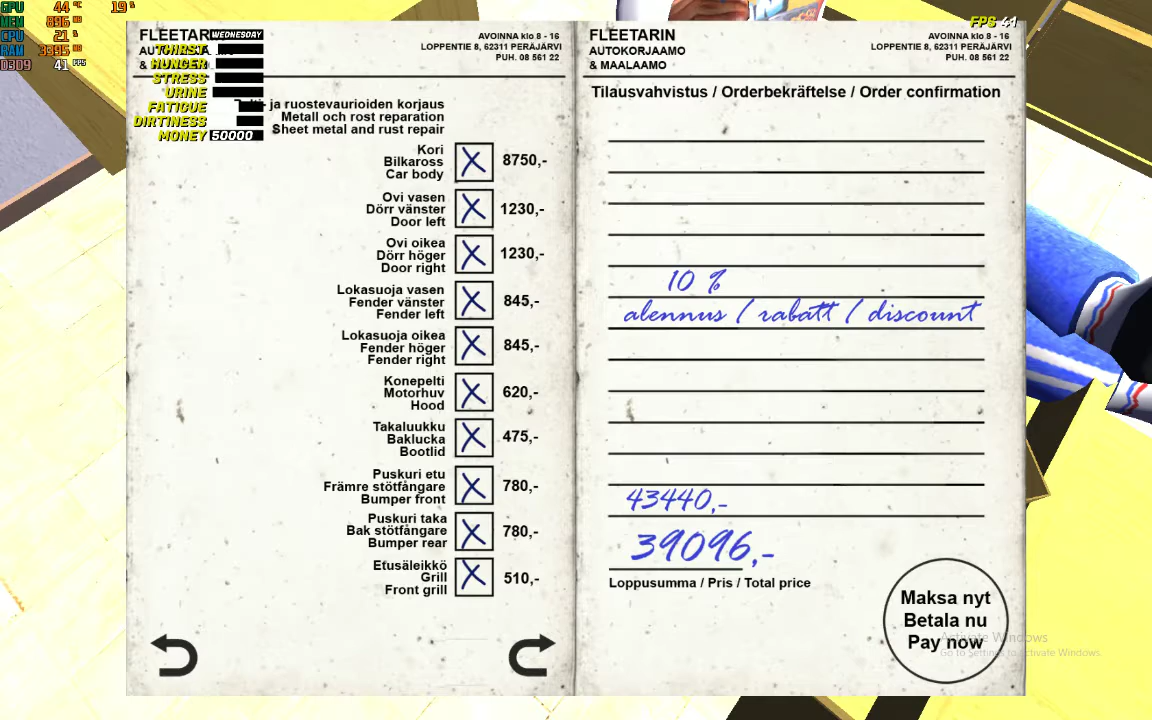 GPU 44 °C 19 %
MEM 896 MB
CPU 21 %
RAM 3395 MB
D3D9 41 FPS
FPS 41
WEDNESDAY
THIRST
HUNGER
STRESS
URINE
FATIGUE
DIRTINESS
MONEY 50000
FLEETAR
AUTOK
&
AVOINNA klo 8 - 16
LOPPENTIE 8, 62311 PERÄJÄRVI
PUH. 08 561 22
ja ruostevaurioiden korjaus
Metall och rost reparation
Sheet metal and rust repair
Kori
Bilkaross
Car body
8750,-
Ovi vasen
Dörr vänster
Door left
1230,-
Ovi oikea
Dörr höger
Door right
1230,-
Lokasuoja vasen
Fender vänster
Fender left
845,-
Lokasuoja oikea
Fender höger
Fender right
845,-
Konepelti
Motorhuv
Hood
620,-
Takaluukku
Baklucka
Bootlid
475,-
Puskuri etu
Främre stötfångare
Bumper front
780,-
Puskuri taka
Bak stötfångare
Bumper rear
780,-
Etusäleikkö
Grill
Front grill
510,-
FLEETARIN
AUTOKORJAAMO
& MAALAAMO
AVOINNA klo 8 - 16
LOPPENTIE 8, 62311 PERÄJÄRVI
PUH. 08 561 22
Tilausvahvistus / Orderbekräftelse / Order confirmation
10 %
alennus / rabatt / discount
43440,-
39096,-
Loppusumma / Pris / Total price
Maksa nyt
Betala nu
Pay now
Activate Windows
Go to Settings to activate Windows.